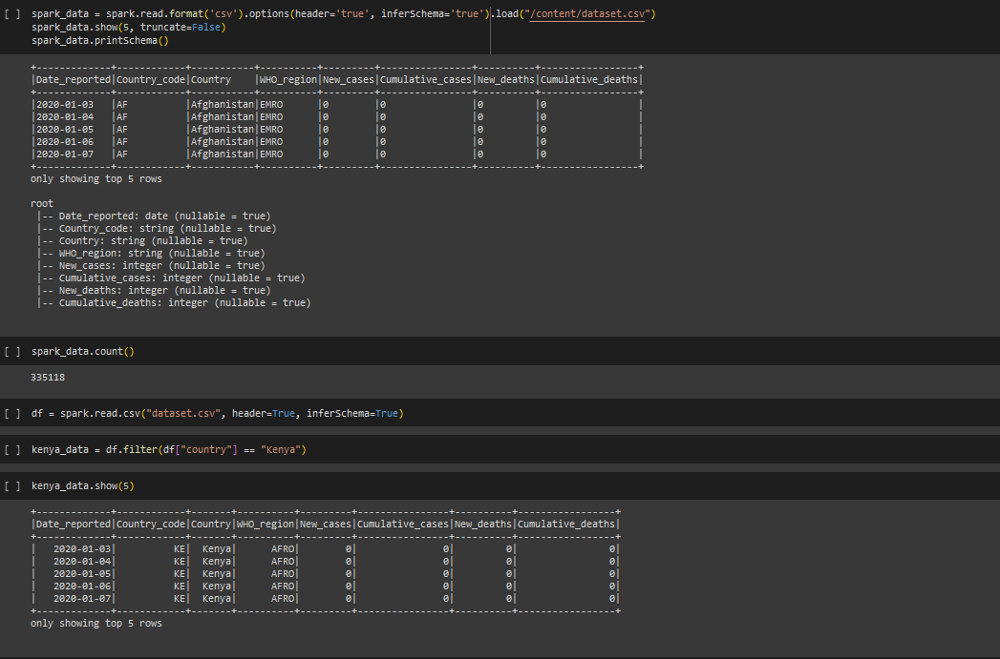 [ ] spark_data = spark.read.format('csv').options(header='true', inferSchema='true').load("/content/dataset.csv")
spark_data.show(5, truncate=False)
spark_data.printSchema()
+-------------+------------+-----------+----------+---------+----------------+----------+-----------------+
|Date_reported|Country_code|Country    |WHO_region|New_cases|Cumulative_cases|New_deaths|Cumulative_deaths|
+-------------+------------+-----------+----------+---------+----------------+----------+-----------------+
|2020-01-03   |AF          |Afghanistan|EMRO      |0        |0               |0         |0                |
|2020-01-04   |AF          |Afghanistan|EMRO      |0        |0               |0         |0                |
|2020-01-05   |AF          |Afghanistan|EMRO      |0        |0               |0         |0                |
|2020-01-06   |AF          |Afghanistan|EMRO      |0        |0               |0         |0                |
|2020-01-07   |AF          |Afghanistan|EMRO      |0        |0               |0         |0                |
+-------------+------------+-----------+----------+---------+----------------+----------+-----------------+
only showing top 5 rows
root
 |-- Date_reported: date (nullable = true)
 |-- Country_code: string (nullable = true)
 |-- Country: string (nullable = true)
 |-- WHO_region: string (nullable = true)
 |-- New_cases: integer (nullable = true)
 |-- Cumulative_cases: integer (nullable = true)
 |-- New_deaths: integer (nullable = true)
 |-- Cumulative_deaths: integer (nullable = true)
[ ] spark_data.count()
335118
[ ] df = spark.read.csv("dataset.csv", header=True, inferSchema=True)
[ ] kenya_data = df.filter(df["country"] == "Kenya")
[ ] kenya_data.show(5)
+-------------+------------+-------+----------+---------+----------------+----------+-----------------+
|Date_reported|Country_code|Country|WHO_region|New_cases|Cumulative_cases|New_deaths|Cumulative_deaths|
+-------------+------------+-------+----------+---------+----------------+----------+-----------------+
|   2020-01-03|          KE|  Kenya|      AFRO|        0|               0|         0|                0|
|   2020-01-04|          KE|  Kenya|      AFRO|        0|               0|         0|                0|
|   2020-01-05|          KE|  Kenya|      AFRO|        0|               0|         0|                0|
|   2020-01-06|          KE|  Kenya|      AFRO|        0|               0|         0|                0|
|   2020-01-07|          KE|  Kenya|      AFRO|        0|               0|         0|                0|
+-------------+------------+-------+----------+---------+----------------+----------+-----------------+
only showing top 5 rows